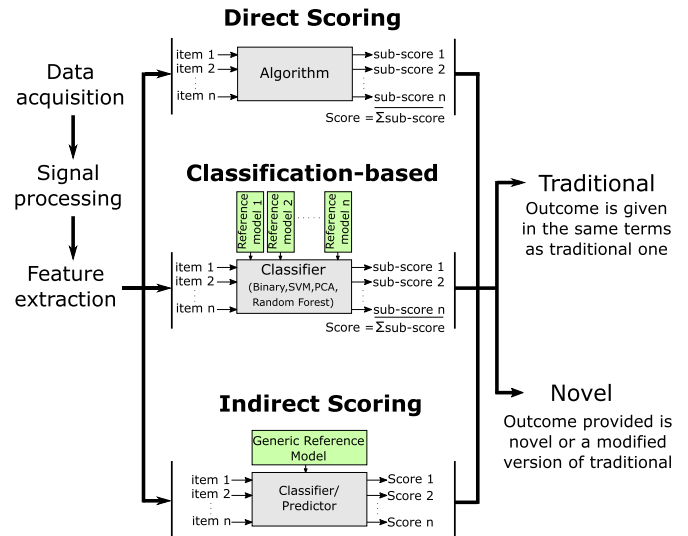 Direct Scoring
Data
acquisition
Signal
processing
Feature
extraction
item 1
item 2
item n
Algorithm
sub-score 1
sub-score 2
sub-score n
Score = Σsub-score
Classification-based
Reference
model 1
Reference
model 2
Reference
model n
item 1
item 2
item n
Classifier
(Binary,SVM,PCA,
Random Forest)
sub-score 1
sub-score 2
sub-score n
Score = Σsub-score
Indirect Scoring
Generic Reference
Model
item 1
item 2
item n
Classifier/
Predictor
Score 1
Score 2
Score n
Traditional
Outcome is given
in the same terms
as traditional one
Novel
Outcome provided is
novel or a modified
version of traditional